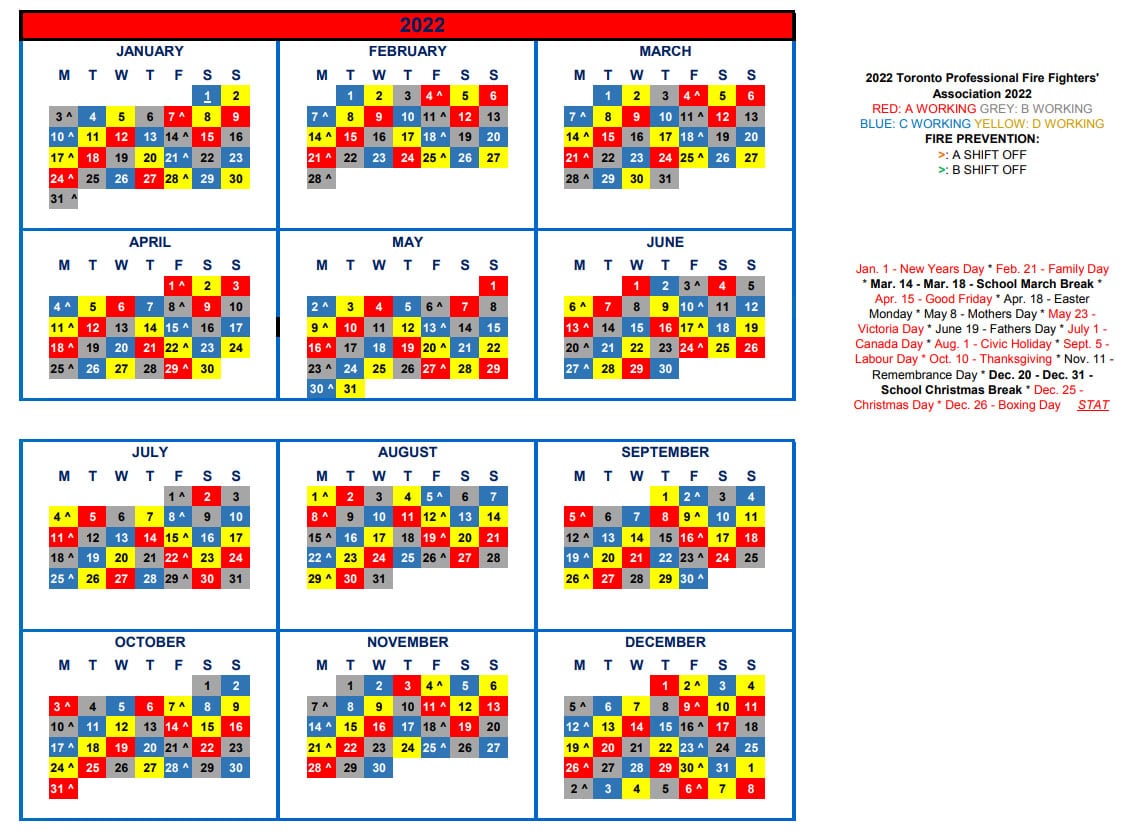 2022
JANUARY
M T W T F S S
1 2
3 ^ 4 5 6 7 ^ 8 9
10 ^ 11 12 13 14 ^ 15 16
17 ^ 18 19 20 21 ^ 22 23
24 ^ 25 26 27 28 ^ 29 30
31 ^
FEBRUARY
M T W T F S S
1 2 3 4 ^ 5 6
7 ^ 8 9 10 11 ^ 12 13
14 ^ 15 16 17 18 ^ 19 20
21 ^ 22 23 24 25 ^ 26 27
28 ^
MARCH
M T W T F S S
1 2 3 4 ^ 5 6
7 ^ 8 9 10 11 ^ 12 13
14 ^ 15 16 17 18 ^ 19 20
21 ^ 22 23 24 25 ^ 26 27
28 ^ 29 30 31
APRIL
M T W T F S S
1 ^ 2 3
4 ^ 5 6 7 8 ^ 9 10
11 ^ 12 13 14 15 ^ 16 17
18 ^ 19 20 21 22 ^ 23 24
25 ^ 26 27 28 29 ^ 30
MAY
M T W T F S S
1
2 ^ 3 4 5 6 ^ 7 8
9 ^ 10 11 12 13 ^ 14 15
16 ^ 17 18 19 20 ^ 21 22
23 ^ 24 25 26 27 ^ 28 29
30 ^ 31
JUNE
M T W T F S S
1 2 3 ^ 4 5
6 ^ 7 8 9 10 ^ 11 12
13 ^ 14 15 16 17 ^ 18 19
20 ^ 21 22 23 24 ^ 25 26
27 ^ 28 29 30
JULY
M T W T F S S
1 ^ 2 3
4 ^ 5 6 7 8 ^ 9 10
11 ^ 12 13 14 15 ^ 16 17
18 ^ 19 20 21 22 ^ 23 24
25 ^ 26 27 28 29 ^ 30 31
AUGUST
M T W T F S S
1 ^ 2 3 4 5 ^ 6 7
8 ^ 9 10 11 12 ^ 13 14
15 ^ 16 17 18 19 ^ 20 21
22 ^ 23 24 25 26 ^ 27 28
29 ^ 30 31
SEPTEMBER
M T W T F S S
1 2 ^ 3 4
5 ^ 6 7 8 9 ^ 10 11
12 ^ 13 14 15 16 ^ 17 18
19 ^ 20 21 22 23 ^ 24 25
26 ^ 27 28 29 30 ^
OCTOBER
M T W T F S S
1 2
3 ^ 4 5 6 7 ^ 8 9
10 ^ 11 12 13 14 ^ 15 16
17 ^ 18 19 20 21 ^ 22 23
24 ^ 25 26 27 28 ^ 29 30
31 ^
NOVEMBER
M T W T F S S
1 2 3 4 ^ 5 6
7 ^ 8 9 10 11 ^ 12 13
14 ^ 15 16 17 18 ^ 19 20
21 ^ 22 23 24 25 ^ 26 27
28 ^ 29 30
DECEMBER
M T W T F S S
1 2 ^ 3 4
5 ^ 6 7 8 9 ^ 10 11
12 ^ 13 14 15 16 ^ 17 18
19 ^ 20 21 22 23 ^ 24 25
26 ^ 27 28 29 30 ^ 31 1
2 ^ 3 4 5 6 ^ 7 8
2022 Toronto Professional Fire Fighters'
Association 2022
RED: A WORKING GREY: B WORKING
BLUE: C WORKING YELLOW: D WORKING
FIRE PREVENTION:
>: A SHIFT OFF
>: B SHIFT OFF
Jan. 1 - New Years Day * Feb. 21 - Family Day
* Mar. 14 - Mar. 18 - School March Break *
Apr. 15 - Good Friday * Apr. 18 - Easter
Monday * May 8 - Mothers Day * May 23 -
Victoria Day * June 19 - Fathers Day * July 1 -
Canada Day * Aug. 1 - Civic Holiday * Sept. 5 -
Labour Day * Oct. 10 - Thanksgiving * Nov. 11 -
Remembrance Day * Dec. 20 - Dec. 31 -
School Christmas Break * Dec. 25 -
Christmas Day * Dec. 26 - Boxing Day STAT